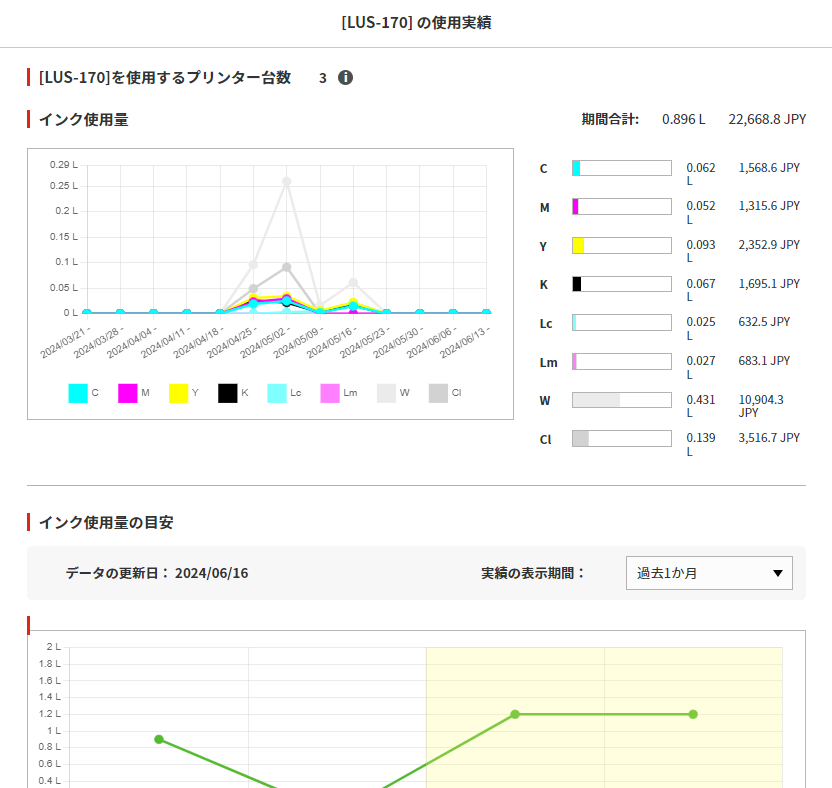 [LUS-170] の使用実績
[LUS-170]を使用するプリンター台数 3 i
インク使用量
期間合計: 0.896 L 22,668.8 JPY
0.29 L
0.25 L
0.2 L
0.15 L
0.1 L
0.05 L
0 L
2024/03/21 -
2024/03/28 -
2024/04/04 -
2024/04/11 -
2024/04/18 -
2024/04/25 -
2024/05/02 -
2024/05/09 -
2024/05/16 -
2024/05/23 -
2024/05/30 -
2024/06/06 -
2024/06/13 -
C M Y K Lc Lm W Cl
C 0.062 L 1,568.6 JPY
M 0.052 L 1,315.6 JPY
Y 0.093 L 2,352.9 JPY
K 0.067 L 1,695.1 JPY
Lc 0.025 L 632.5 JPY
Lm 0.027 L 683.1 JPY
W 0.431 L 10,904.3 JPY
Cl 0.139 L 3,516.7 JPY
インク使用量の目安
データの更新日： 2024/06/16 実績の表示期間： 過去1か月
2 L
1.8 L
1.6 L
1.4 L
1.2 L
1 L
0.8 L
0.6 L
0.4 L